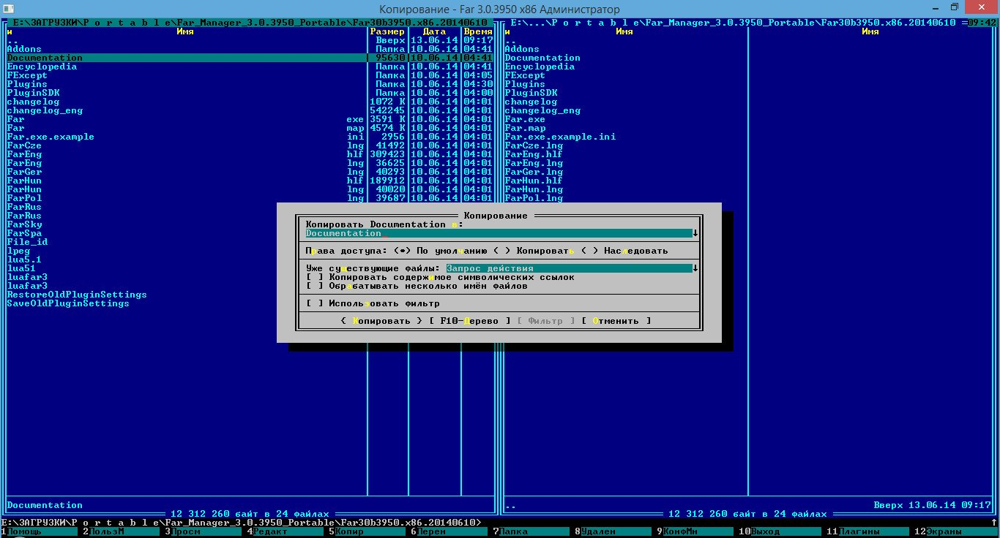 Копирование - Far 3.0.3950 x86 Администратор
E:\ЗАГРУЗКИ\P o r t a b l e\Far_Manager_3.0.3950_Portable\Far30b3950.x86.20140610
E:\...\P o r t a b l e\Far_Manager_3.0.3950_Portable\Far30b3950.x86.20140610 =09:42
и Имя Размер Дата Время
и Имя Имя
.. Вверх 13.06.14 09:17 ..
Addons Папка 10.06.14 04:41 Addons
Documentation 95630 10.06.14 04:41 Documentation
Encyclopedia Папка 10.06.14 04:41 Encyclopedia
FExcept Папка 10.06.14 04:05 FExcept
Plugins Папка 10.06.14 04:30 Plugins
PluginSDK Папка 10.06.14 04:00 PluginSDK
changelog 1072 K 10.06.14 04:01 changelog
changelog_eng 542245 10.06.14 04:01 changelog_eng
Far exe 3591 K 10.06.14 04:01 Far.exe
Far map 4574 K 10.06.14 04:01 Far.map
Far.exe.example ini 2956 10.06.14 04:01 Far.exe.example.ini
FarCze lng 41492 10.06.14 04:01 FarCze.lng
FarEng hlf 309423 10.06.14 04:01 FarEng.hlf
FarEng lng 36625 10.06.14 04:01 FarEng.lng
FarGer lng 40293 10.06.14 04:01 FarGer.lng
FarHun hlf 189912 10.06.14 04:01 FarHun.hlf
FarHun lng 40020 10.06.14 04:01 FarHun.lng
FarPol lng 39687 10.06.14 04:01 FarPol.lng
FarRus
FarRus
FarSky
FarSpa
File_id
lpeg
lua5.1
lua51
luafar3
luafar3
RestoreOldPluginSettings
SaveOldPluginSettings
Копирование
Копировать Documentation в:
Documentation
Права доступа: (•) По умолчанию ( ) Копировать ( ) Наследовать
Уже существующие файлы: Запрос действия
[ ] Копировать содержимое символических ссылок
[ ] Обрабатывать несколько имён файлов
[ ] Использовать фильтр
{ Копировать } [ F10-Дерево ] [ Фильтр ] [ Отменить ]
Documentation
.. Вверх 13.06.14 09:17
12 312 260 байт в 24 файлах
12 312 260 байт в 24 файлах
E:\ЗАГРУЗКИ\P o r t a b l e\Far_Manager_3.0.3950_Portable\Far30b3950.x86.20140610>
1Помощь 2ПользМ 3Просм 4Редакт 5Копир 6Перен 7Папка 8Удален 9КонфМн 10Выход 11Плагины 12Экраны